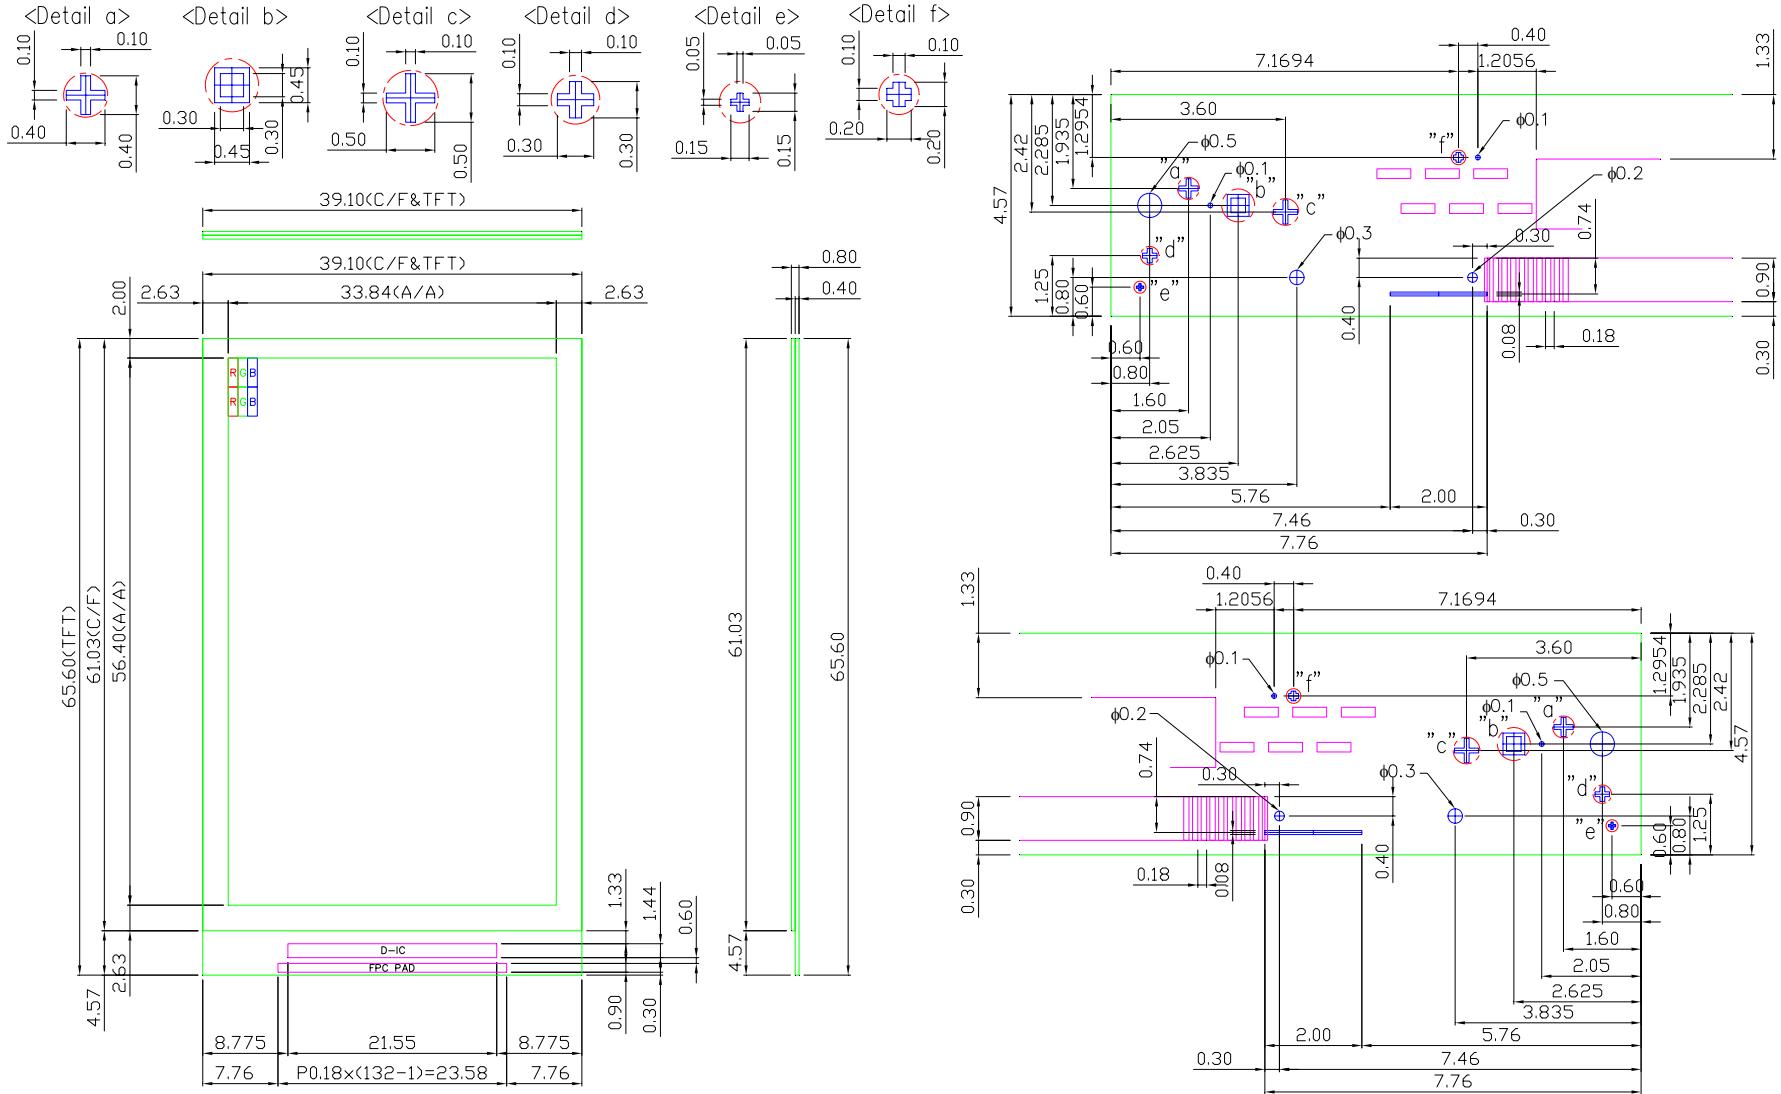 <Detail a>
<Detail b>
<Detail c>
<Detail d>
<Detail e>
<Detail f>
0.10
0.10
0.40
0.40
0.45
0.30
0.30
0.45
0.10
0.10
0.50
0.50
0.10
0.10
0.30
0.30
0.05
0.05
0.15
0.15
0.10
0.10
0.20
0.20
39.10(C/F&TFT)
39.10(C/F&TFT)
2.00
2.63
33.84(A/A)
2.63
R G B
R G B
65.60(TFT)
61.03(C/F)
56.40(A/A)
4.57
2.63
D-IC
FPC PAD
1.33
1.44
0.60
0.90
0.30
8.775
21.55
8.775
7.76
P0.18x(132-1)=23.58
7.76
0.80
0.40
61.03
65.60
4.57
0.40
7.1694
1.2056
1.33
3.60
4.57
2.42
2.285
1.935
1.2954
ϕ0.5
"a"
ϕ0.1
"b"
"c"
"f"
ϕ0.1
ϕ0.2
"d"
ϕ0.3
"e"
0.74
0.30
0.90
1.25
0.80
0.60
0.40
0.08
0.18
0.30
0.60
0.80
1.60
2.05
2.625
3.835
5.76
2.00
7.46
0.30
7.76
0.40
1.33
1.2056
7.1694
3.60
1.2954
1.935
2.285
2.42
4.57
ϕ0.1
"f"
ϕ0.5
ϕ0.2
"a"
ϕ0.1
"b"
"c"
0.74
0.30
ϕ0.3
"d"
"e"
0.90
0.30
0.18
0.08
0.40
0.60
0.80
1.25
0.60
0.80
1.60
2.05
2.625
3.835
2.00
5.76
0.30
7.46
7.76